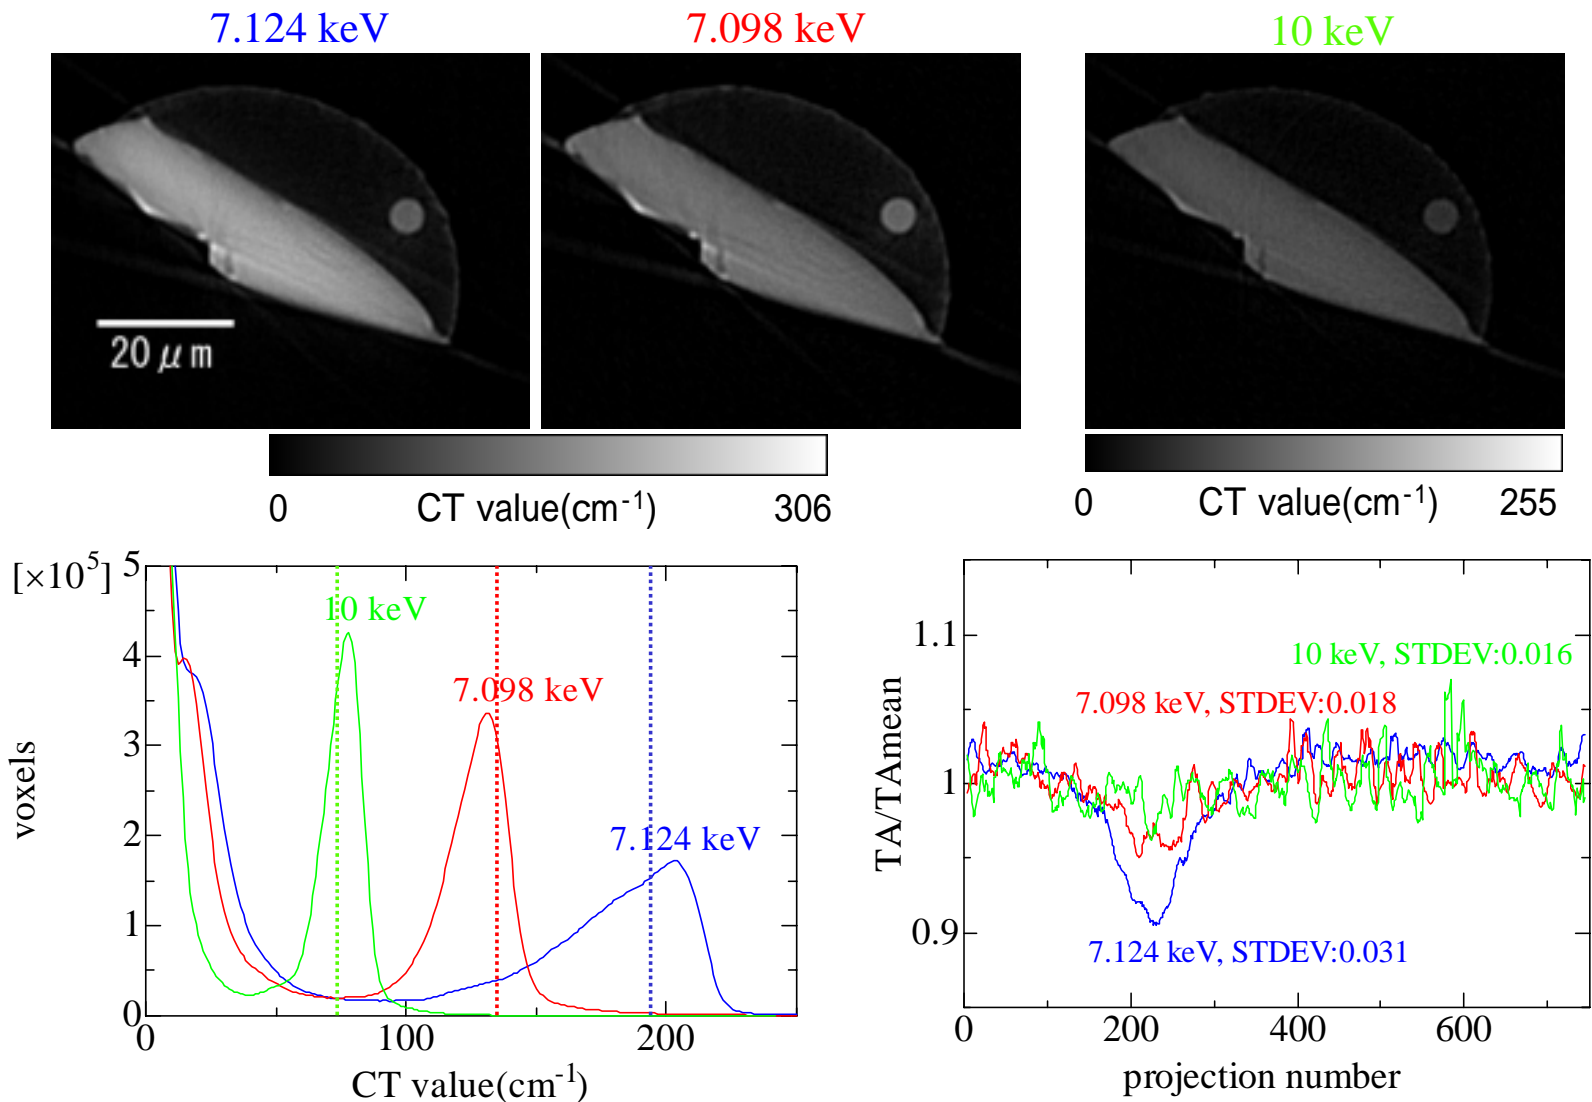 7.124 keV
7.098 keV
10 keV
20 μm
0 CT value(cm-1) 306
0 CT value(cm-1) 255
[×10^5]
5
4
3
2
1
0
voxels
10 keV
7.098 keV
7.124 keV
0 100 200
CT value(cm-1)
1.1
1
0.9
TA/TAmean
10 keV, STDEV:0.016
7.098 keV, STDEV:0.018
7.124 keV, STDEV:0.031
0 200 400 600
projection number